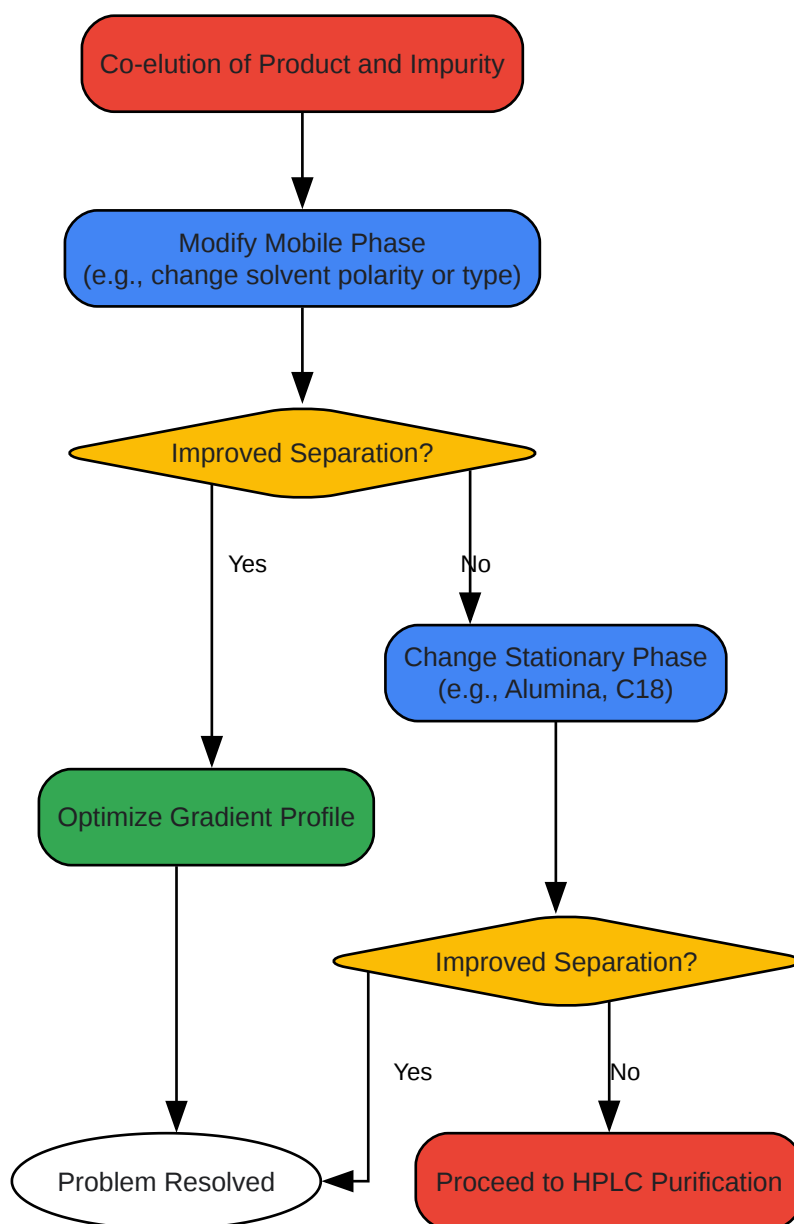 Co-elution of Product and Impurity
Modify Mobile Phase
(e.g., change solvent polarity or type)
Improved Separation?
Yes
No
Change Stationary Phase
(e.g., Alumina, C18)
Optimize Gradient Profile
Improved Separation?
Yes
No
Problem Resolved
Proceed to HPLC Purification